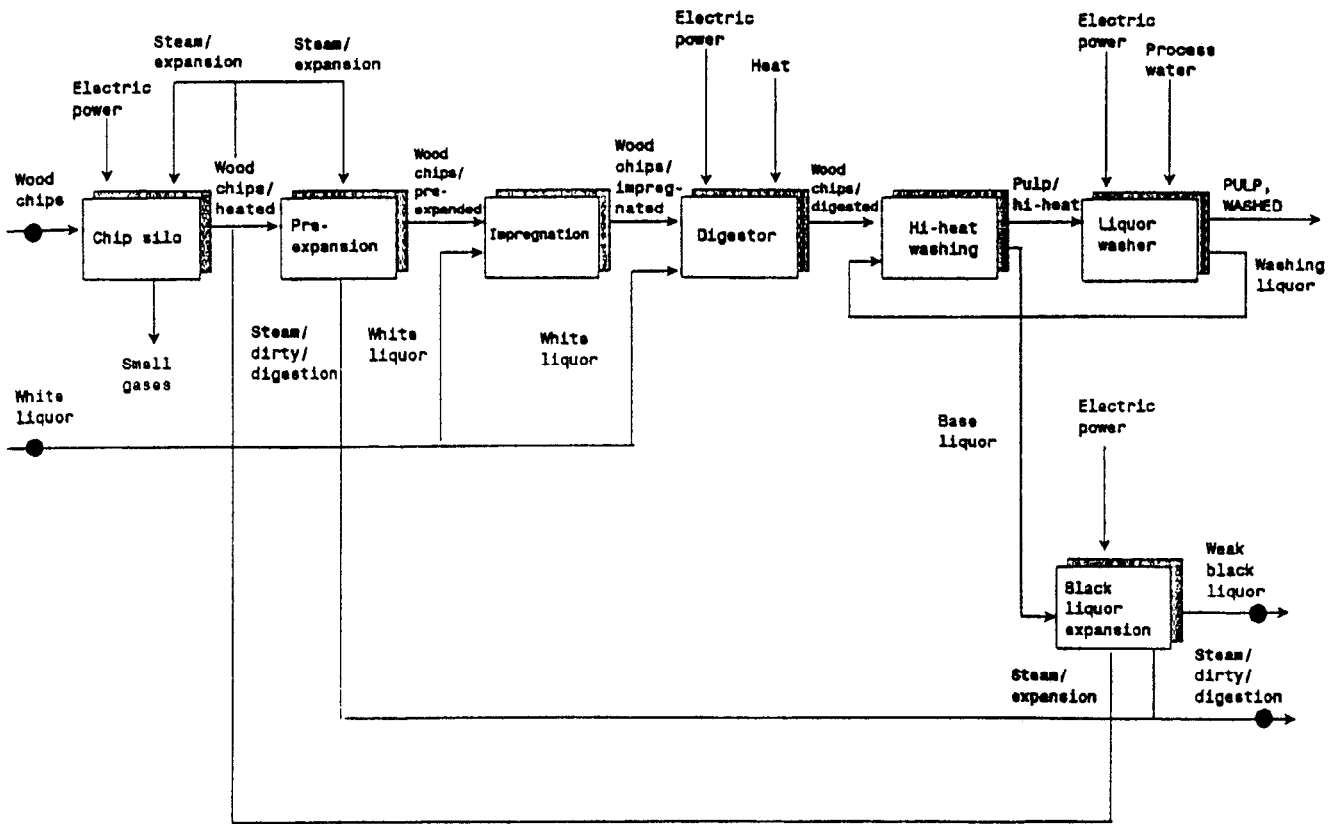 Electric
power
Electric
power
Process
water
Steam/
expansion
Steam/
expansion
Heat
Electric
power
Wood
chips
Wood
chips/
heated
Wood
chips/
pre-
expanded
Wood
chips/
impreg-
nated
Wood
chips/
digested
Pulp/
hi-heat
PULP,
WASHED
Chip silo
Pre-
expansion
Impregnation
Digestor
Hi-heat
washing
Liquor
washer
Washing
liquor
Small
gases
Steam/
dirty/
digestion
White
liquor
White
liquor
White
liquor
Base
liquor
Electric
power
Black
liquor
expansion
Weak
black
liquor
Steam/
expansion
Steam/
dirty/
digestion